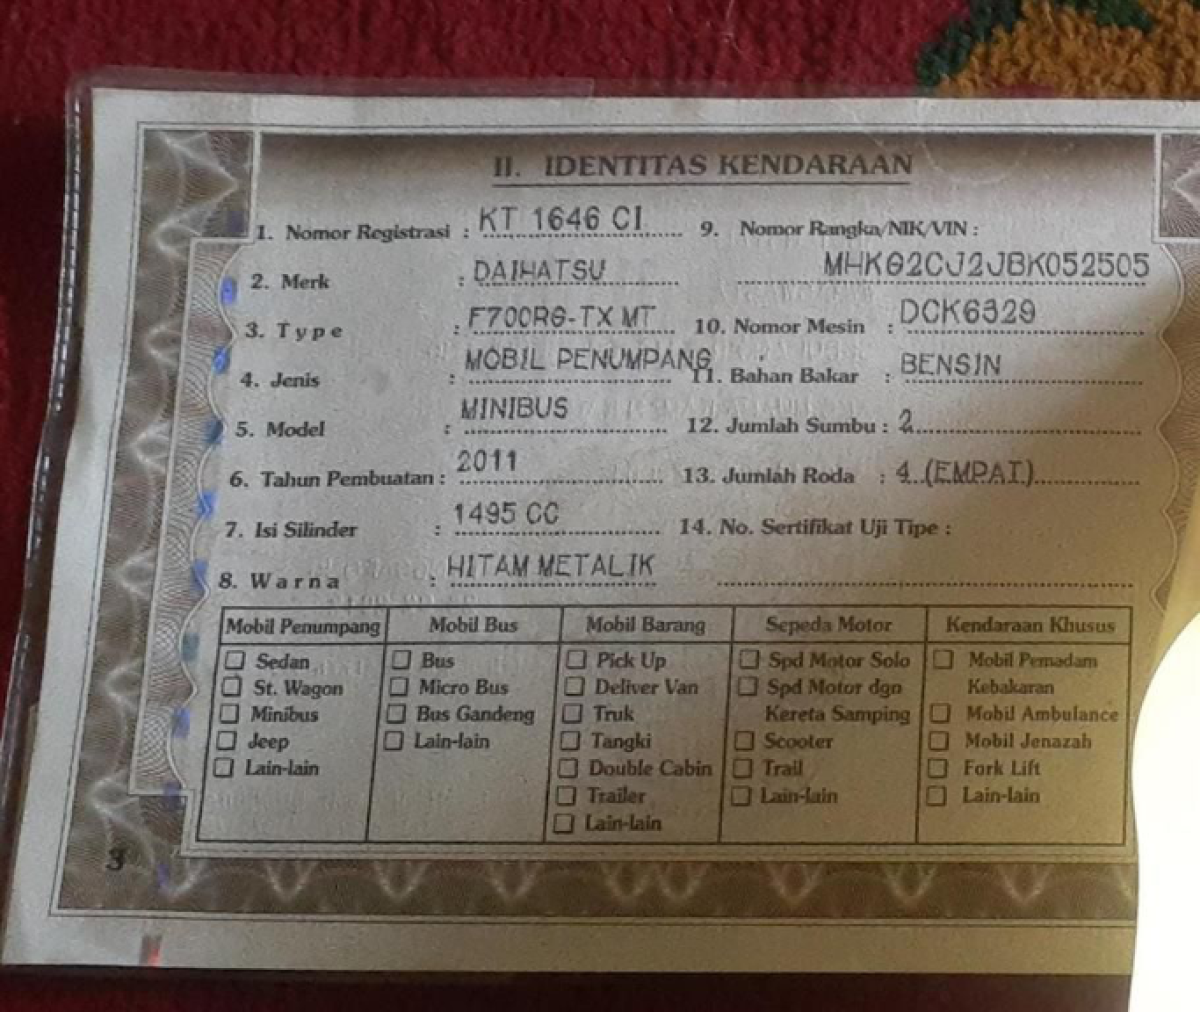 II. IDENTITAS KENDARAAN
1. Nomor Registrasi : KT 1646 CI
2. Merk : DAIHATSU
3. Type : F700RG-TX MT
4. Jenis : MOBIL PENUMPANG
5. Model : MINIBUS
6. Tahun Pembuatan : 2011
7. Isi Silinder : 1495 CC
8. Warna : HITAM METALIK
9. Nomor Rangka/NIK/VIN :
MHKG2CJ2JBK052505
10. Nomor Mesin : DCK6329
11. Bahan Bakar : BENSIN
12. Jumlah Sumbu : 2
13. Jumlah Roda : 4 (EMPAT)
14. No. Sertifikat Uji Tipe :
Mobil Penumpang
Sedan
St. Wagon
Minibus
Jeep
Lain-lain
Mobil Bus
Bus
Micro Bus
Bus Gandeng
Lain-lain
Mobil Barang
Pick Up
Deliver Van
Truk
Tangki
Double Cabin
Trailer
Lain-lain
Sepeda Motor
Spd Motor Solo
Spd Motor dgn
Kereta Samping
Scooter
Trail
Lain-lain
Kendaraan Khusus
Mobil Pemadam
Kebakaran
Mobil Ambulance
Mobil Jenazah
Fork Lift
Lain-lain
3